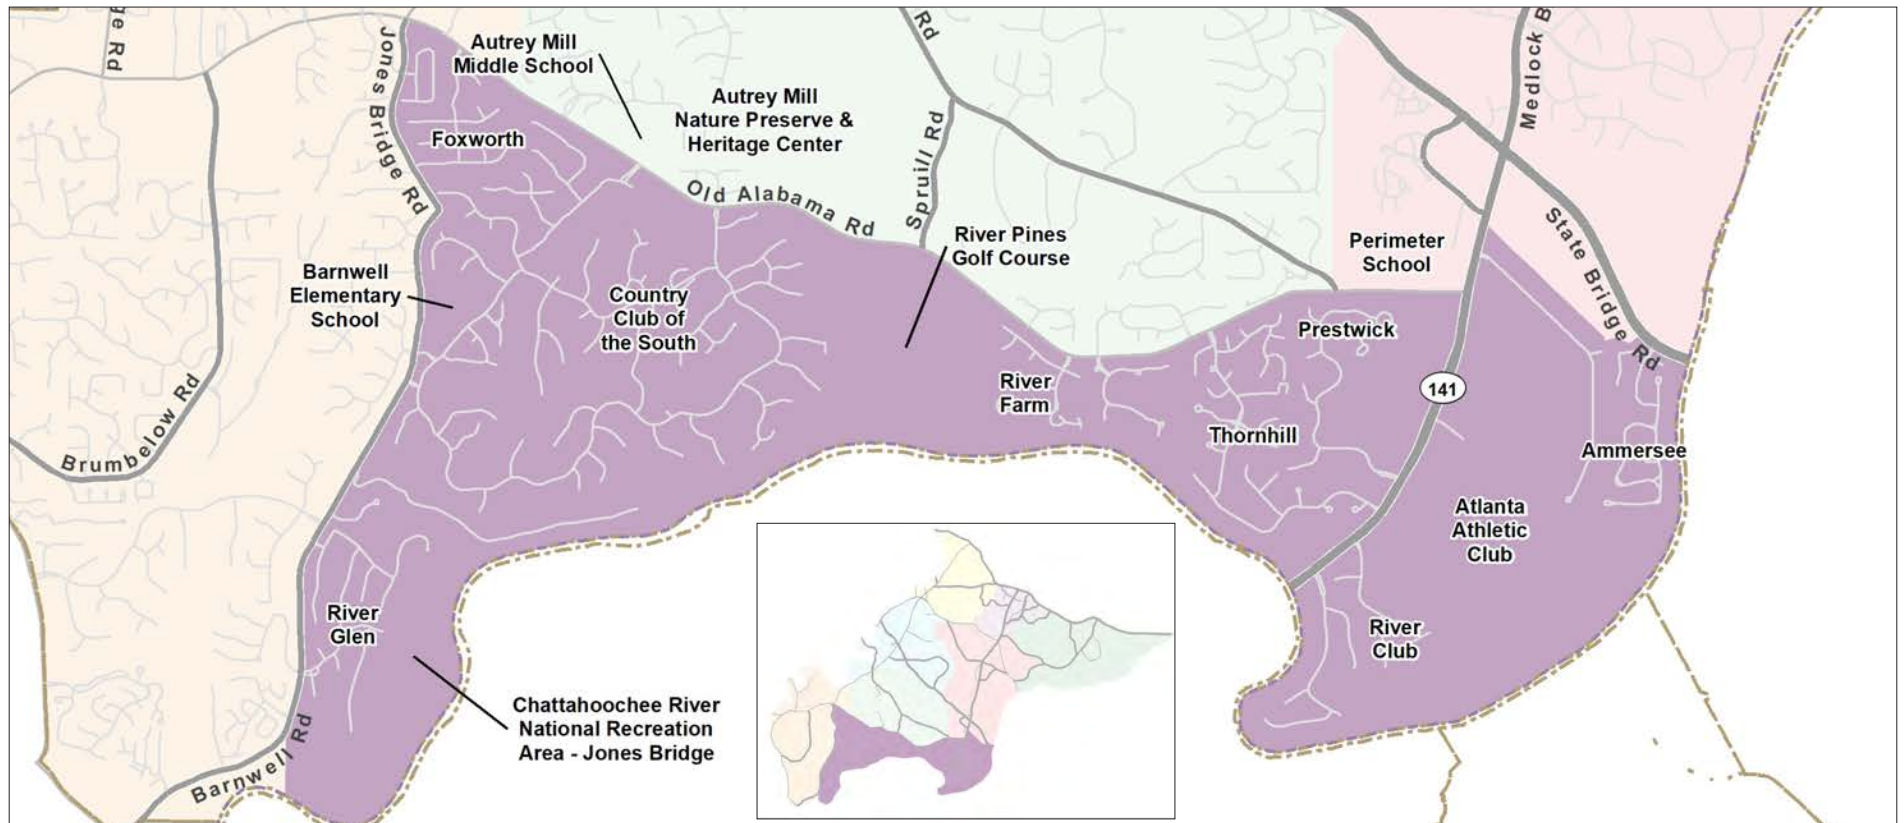 ge Rd
Jones Bridge Rd
Autrey Mill
Middle School
Autrey Mill
Nature Preserve &
Heritage Center
Rd
Spruill Rd
Medlock B
Foxworth
Old Alabama Rd
River Pines
Golf Course
Perimeter
School
State Bridge Rd
Barnwell
Elementary
School
Country
Club of
the South
Prestwick
River
Farm
141
Brumbelow Rd
Thornhill
Ammersee
Atlanta
Athletic
Club
River
Glen
River
Club
Chattahoochee River
National Recreation
Area - Jones Bridge
Barnwell Rd